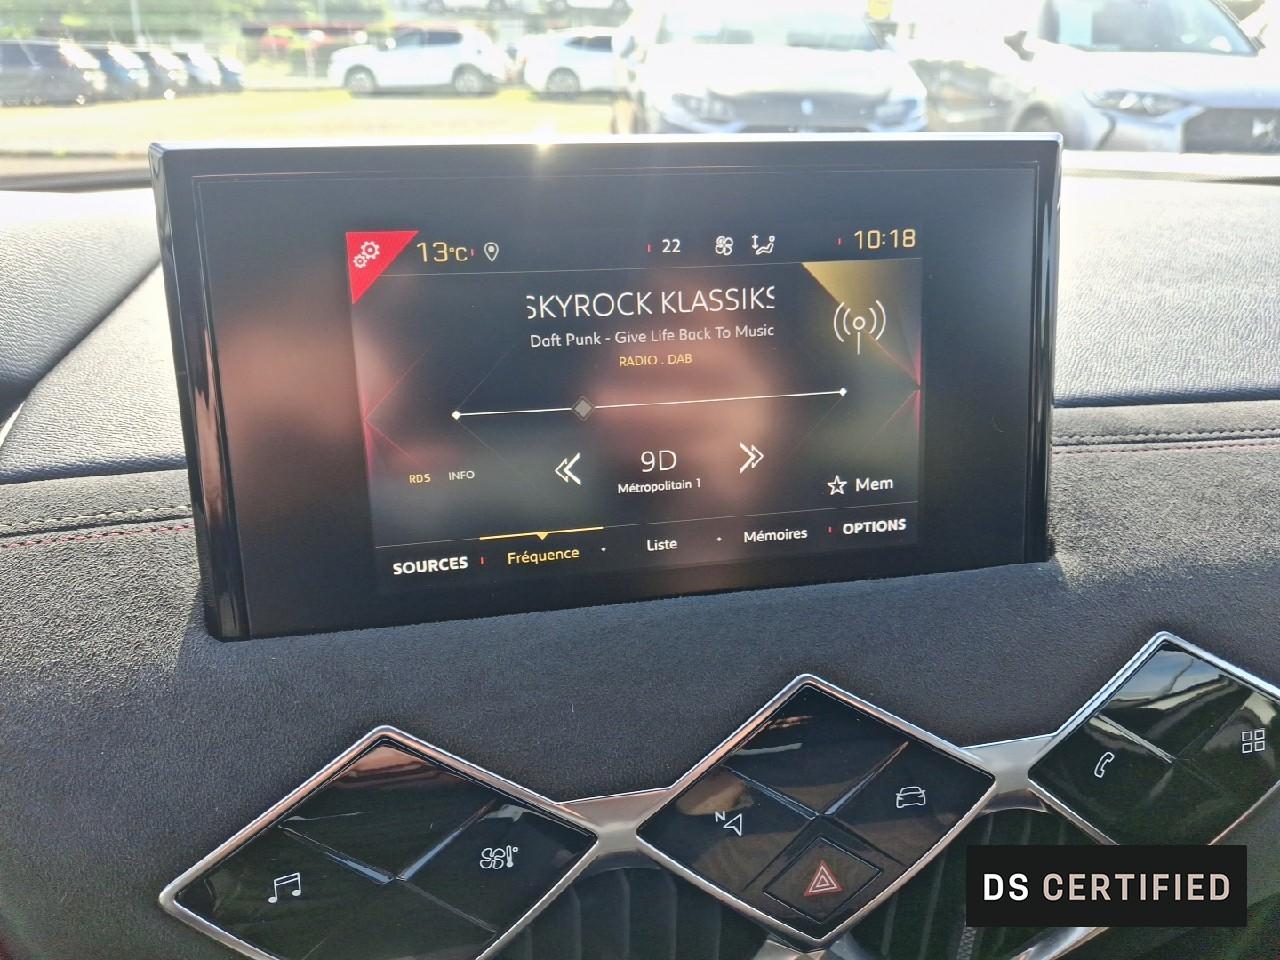 13°C
22
10:18
SKYROCK KLASSIKS
Daft Punk - Give Life Back To Music
RADIO . DAB
9D
Métropolitain 1
RDS INFO
Mem
SOURCES Fréquence Liste Mémoires OPTIONS
N
DS CERTIFIED